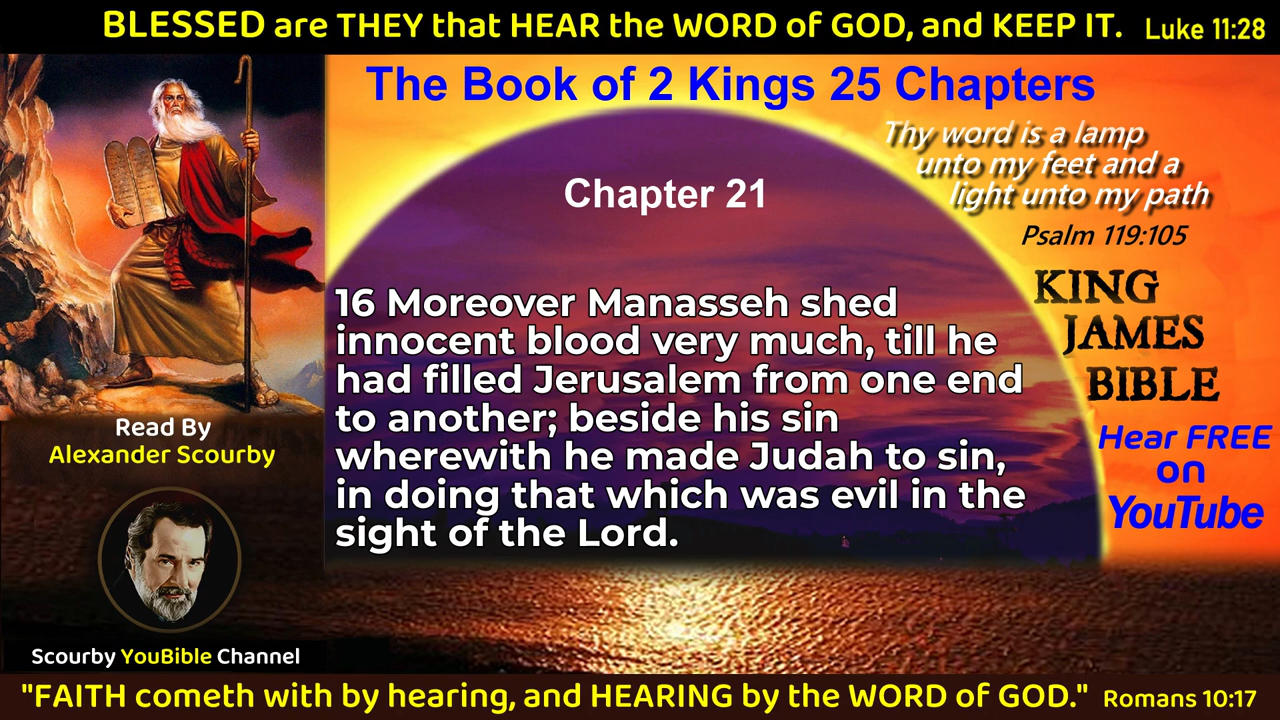 BLESSED are THEY that HEAR the WORD of GOD, and KEEP IT. Luke 11:28
The Book of 2 Kings 25 Chapters
Thy word is a lamp
unto my feet and a
light unto my path
Psalm 119:105
Chapter 21
16 Moreover Manasseh shed
innocent blood very much, till he
had filled Jerusalem from one end
to another; beside his sin
wherewith he made Judah to sin,
in doing that which was evil in the
sight of the Lord.
KING
JAMES
BIBLE
Hear FREE
on
YouTube
Read By
Alexander Scourby
Scourby YouBible Channel
"FAITH cometh with by hearing, and HEARING by the WORD of GOD." Romans 10:17